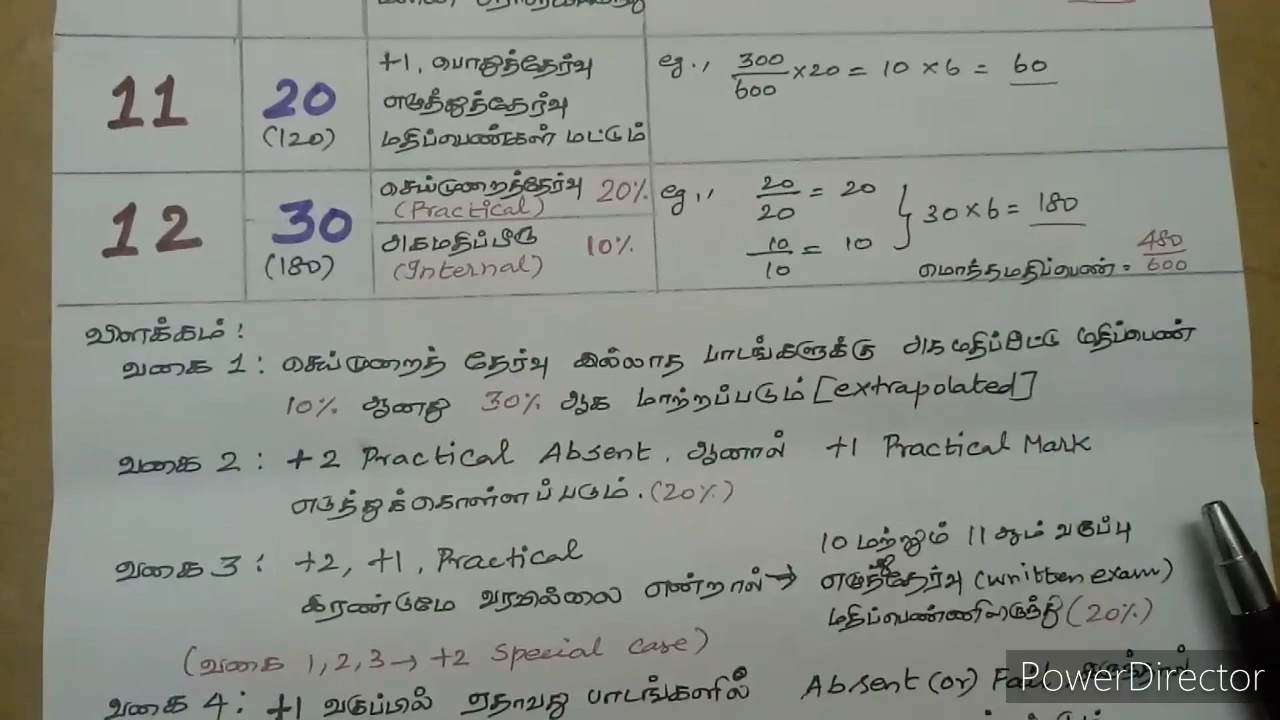 11
20
(120)
+1, பொதுத்தேர்வு
எழுத்துத்தேர்வு
மதிப்பெண்கள் மட்டும்
eg., 300/600 × 20 = 10 × 6 = 60
12
30
(180)
செய்முறைத்தேர்வு 20%
(Practical)
அகமதிப்பீடு 10%
(Internal)
eg., 20/20 = 20
10/10 = 10
} 30 × 6 = 180
மொத்தமதிப்பெண் = 480/600
விளக்கம் :
வகை 1 : செய்முறைத் தேர்வு இல்லாத பாடங்களுக்கு அகமதிப்பீட்டு மதிப்பெண்
10% ஆனது 30% ஆக மாற்றப்படும் [extrapolated]
வகை 2 : +2 Practical Absent, ஆனால் +1 Practical Mark
எடுத்துக்கொள்ளப்படும். (20%)
வகை 3 : +2, +1, Practical
இரண்டுமே வரவில்லை என்றால் →
10 மற்றும் 11 ஆம் வகுப்பு
எழுத்தேர்வு (written exam)
மதிப்பெண்ணிலிருந்து (20%)
(வகை 1, 2, 3 → +2 Special Case)
வகை 4 : +1 வகுப்பில் ஏதாவது பாடங்களில் Absent (or) Fail
PowerDirector